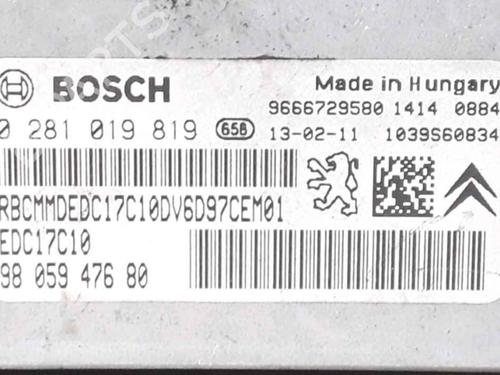 BOSCH
Made in Hungary
9666729580 1414 0884
0 281 019 819 656 13-02-11 1039S60834
RBCMMDEDC17C10DV6D97CEM01
EDC17C10
98 059 476 80